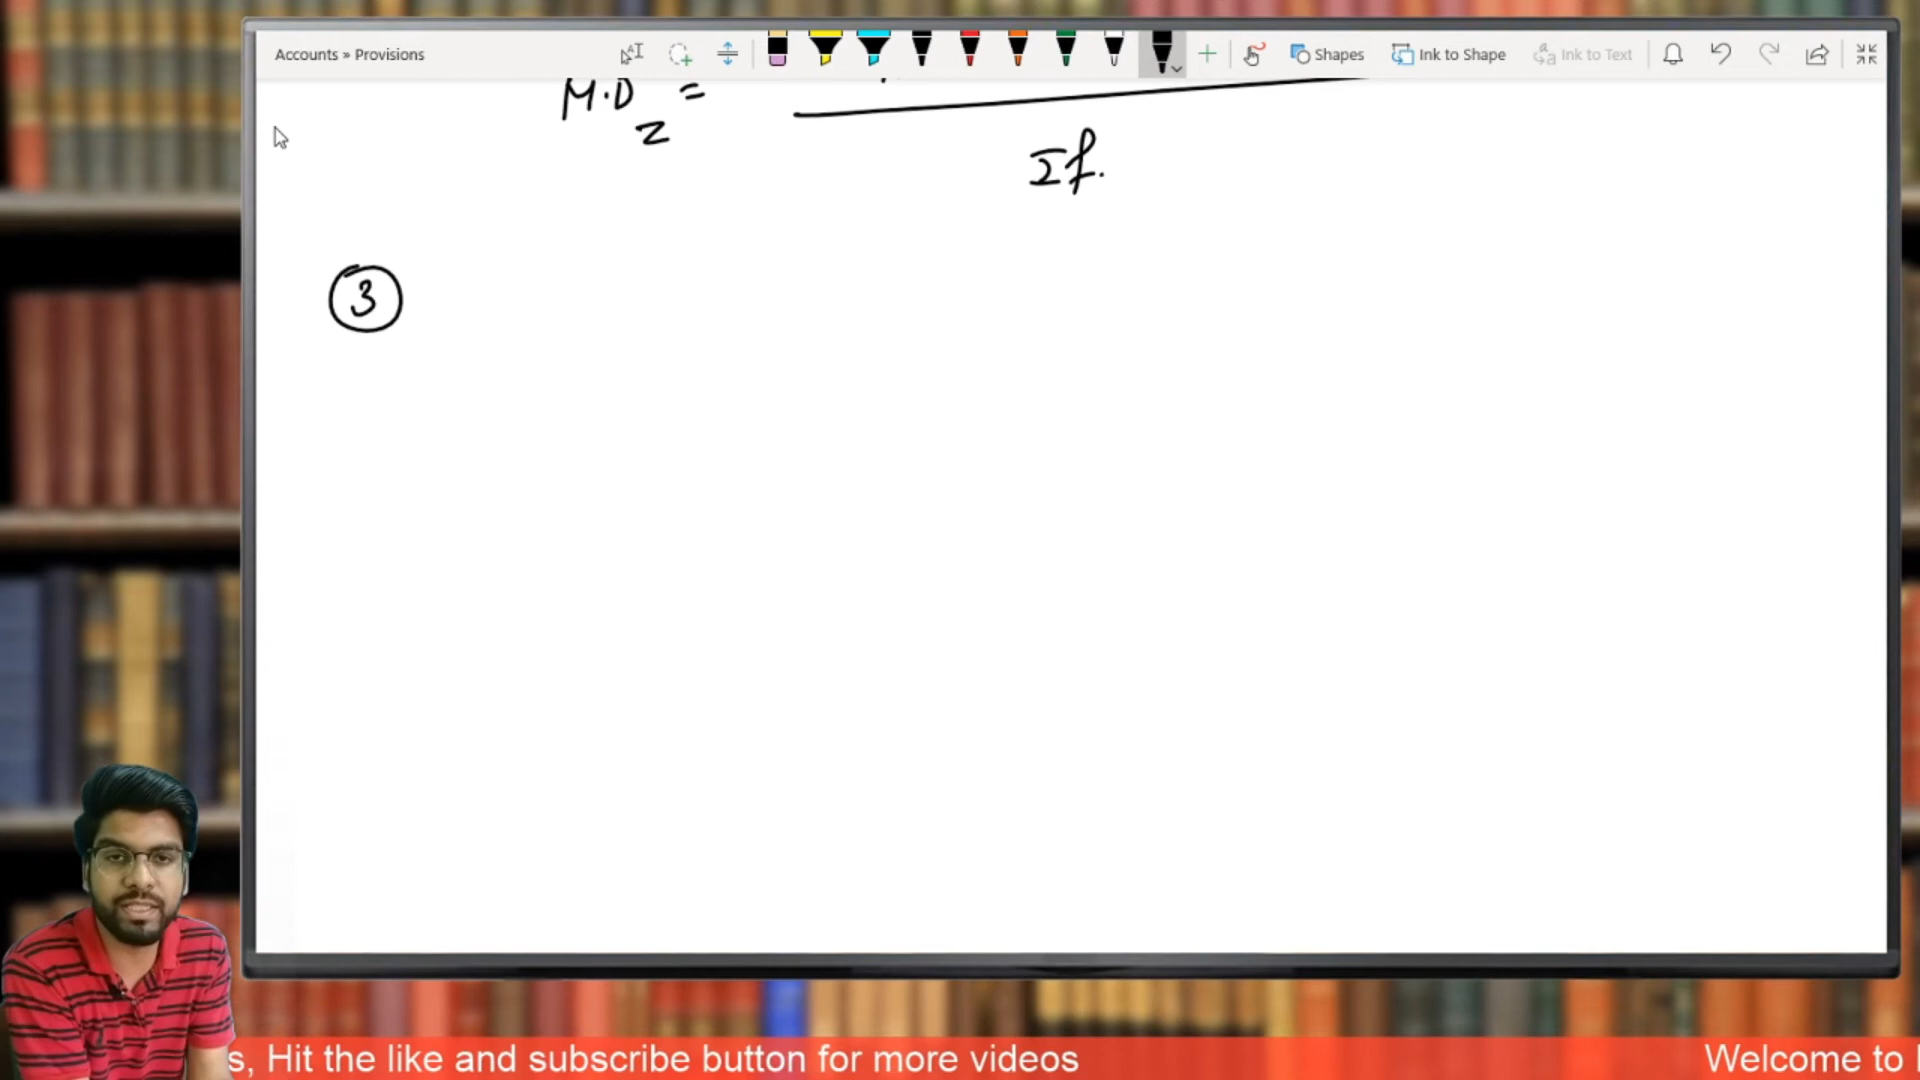 Accounts » Provisions
Shapes
Ink to Shape
Ink to Text
M.D z =
Σf.
3
s, Hit the like and subscribe button for more videos
Welcome to